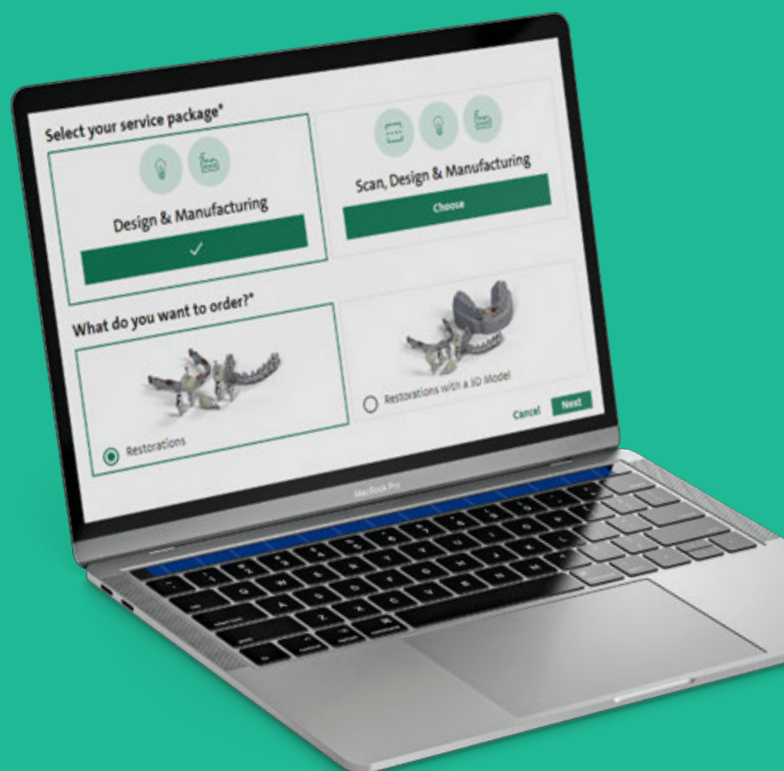 Select your service package*
Design & Manufacturing
Scan, Design & Manufacturing
Choose
What do you want to order?*
Restorations
Restorations with a 3D Model
Cancel
Next
MacBook Pro